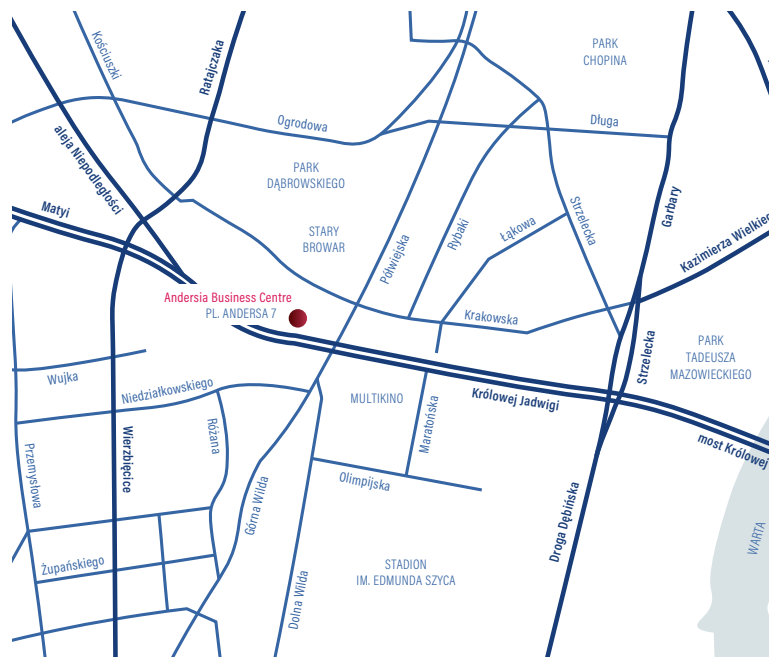 Kościuszki
Ratajczaka
PARK
CHOPINA
Ogrodowa
Długa
aleja Niepodległości
PARK
DĄBROWSKIEGO
Matyi
STARY
BROWAR
Półwiejska
Rybaki
Łąkowa
Strzelecka
Garbary
Kazimierza Wielkie
Andersia Business Centre
PL. ANDERSA 7
Krakowska
Strzelecka
PARK
TADEUSZA
MAZOWIECKIEGO
Wujka
Niedziałkowskiego
MULTIKINO
Maratońska
Królowej Jadwigi
most Królowej
Przemysłowa
Wierzbięcice
Różana
Górna Wilda
Olimpijska
Droga Dębińska
WARTA
Żupańskiego
STADION
IM. EDMUNDA SZYCA
Dolna Wilda